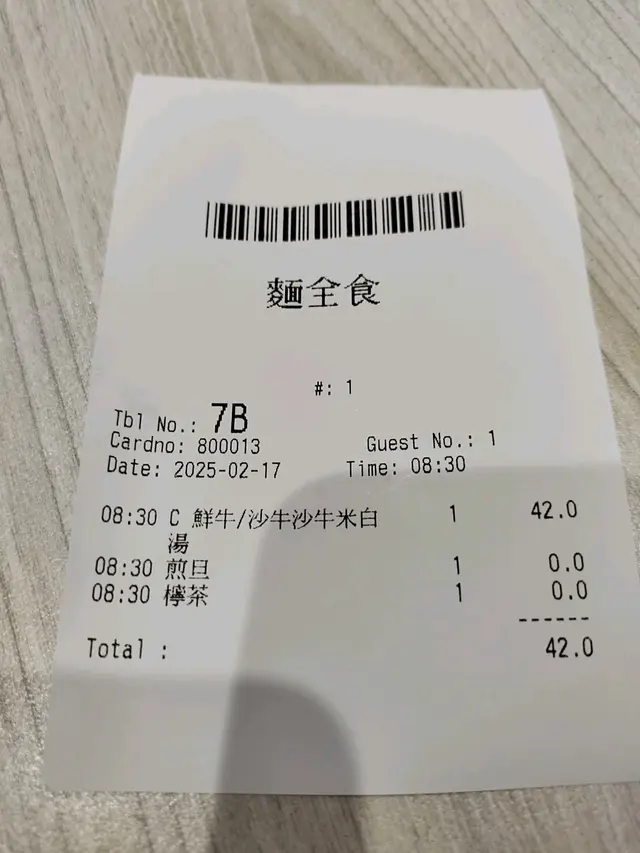 麵全食
#: 1
Tbl No.: 7B
Cardno: 800013 Guest No.: 1
Date: 2025-02-17 Time: 08:30
08:30 C 鮮牛/沙牛沙牛米白 1 42.0
湯
08:30 煎旦 1 0.0
08:30 檸茶 1 0.0
------
Total : 42.0